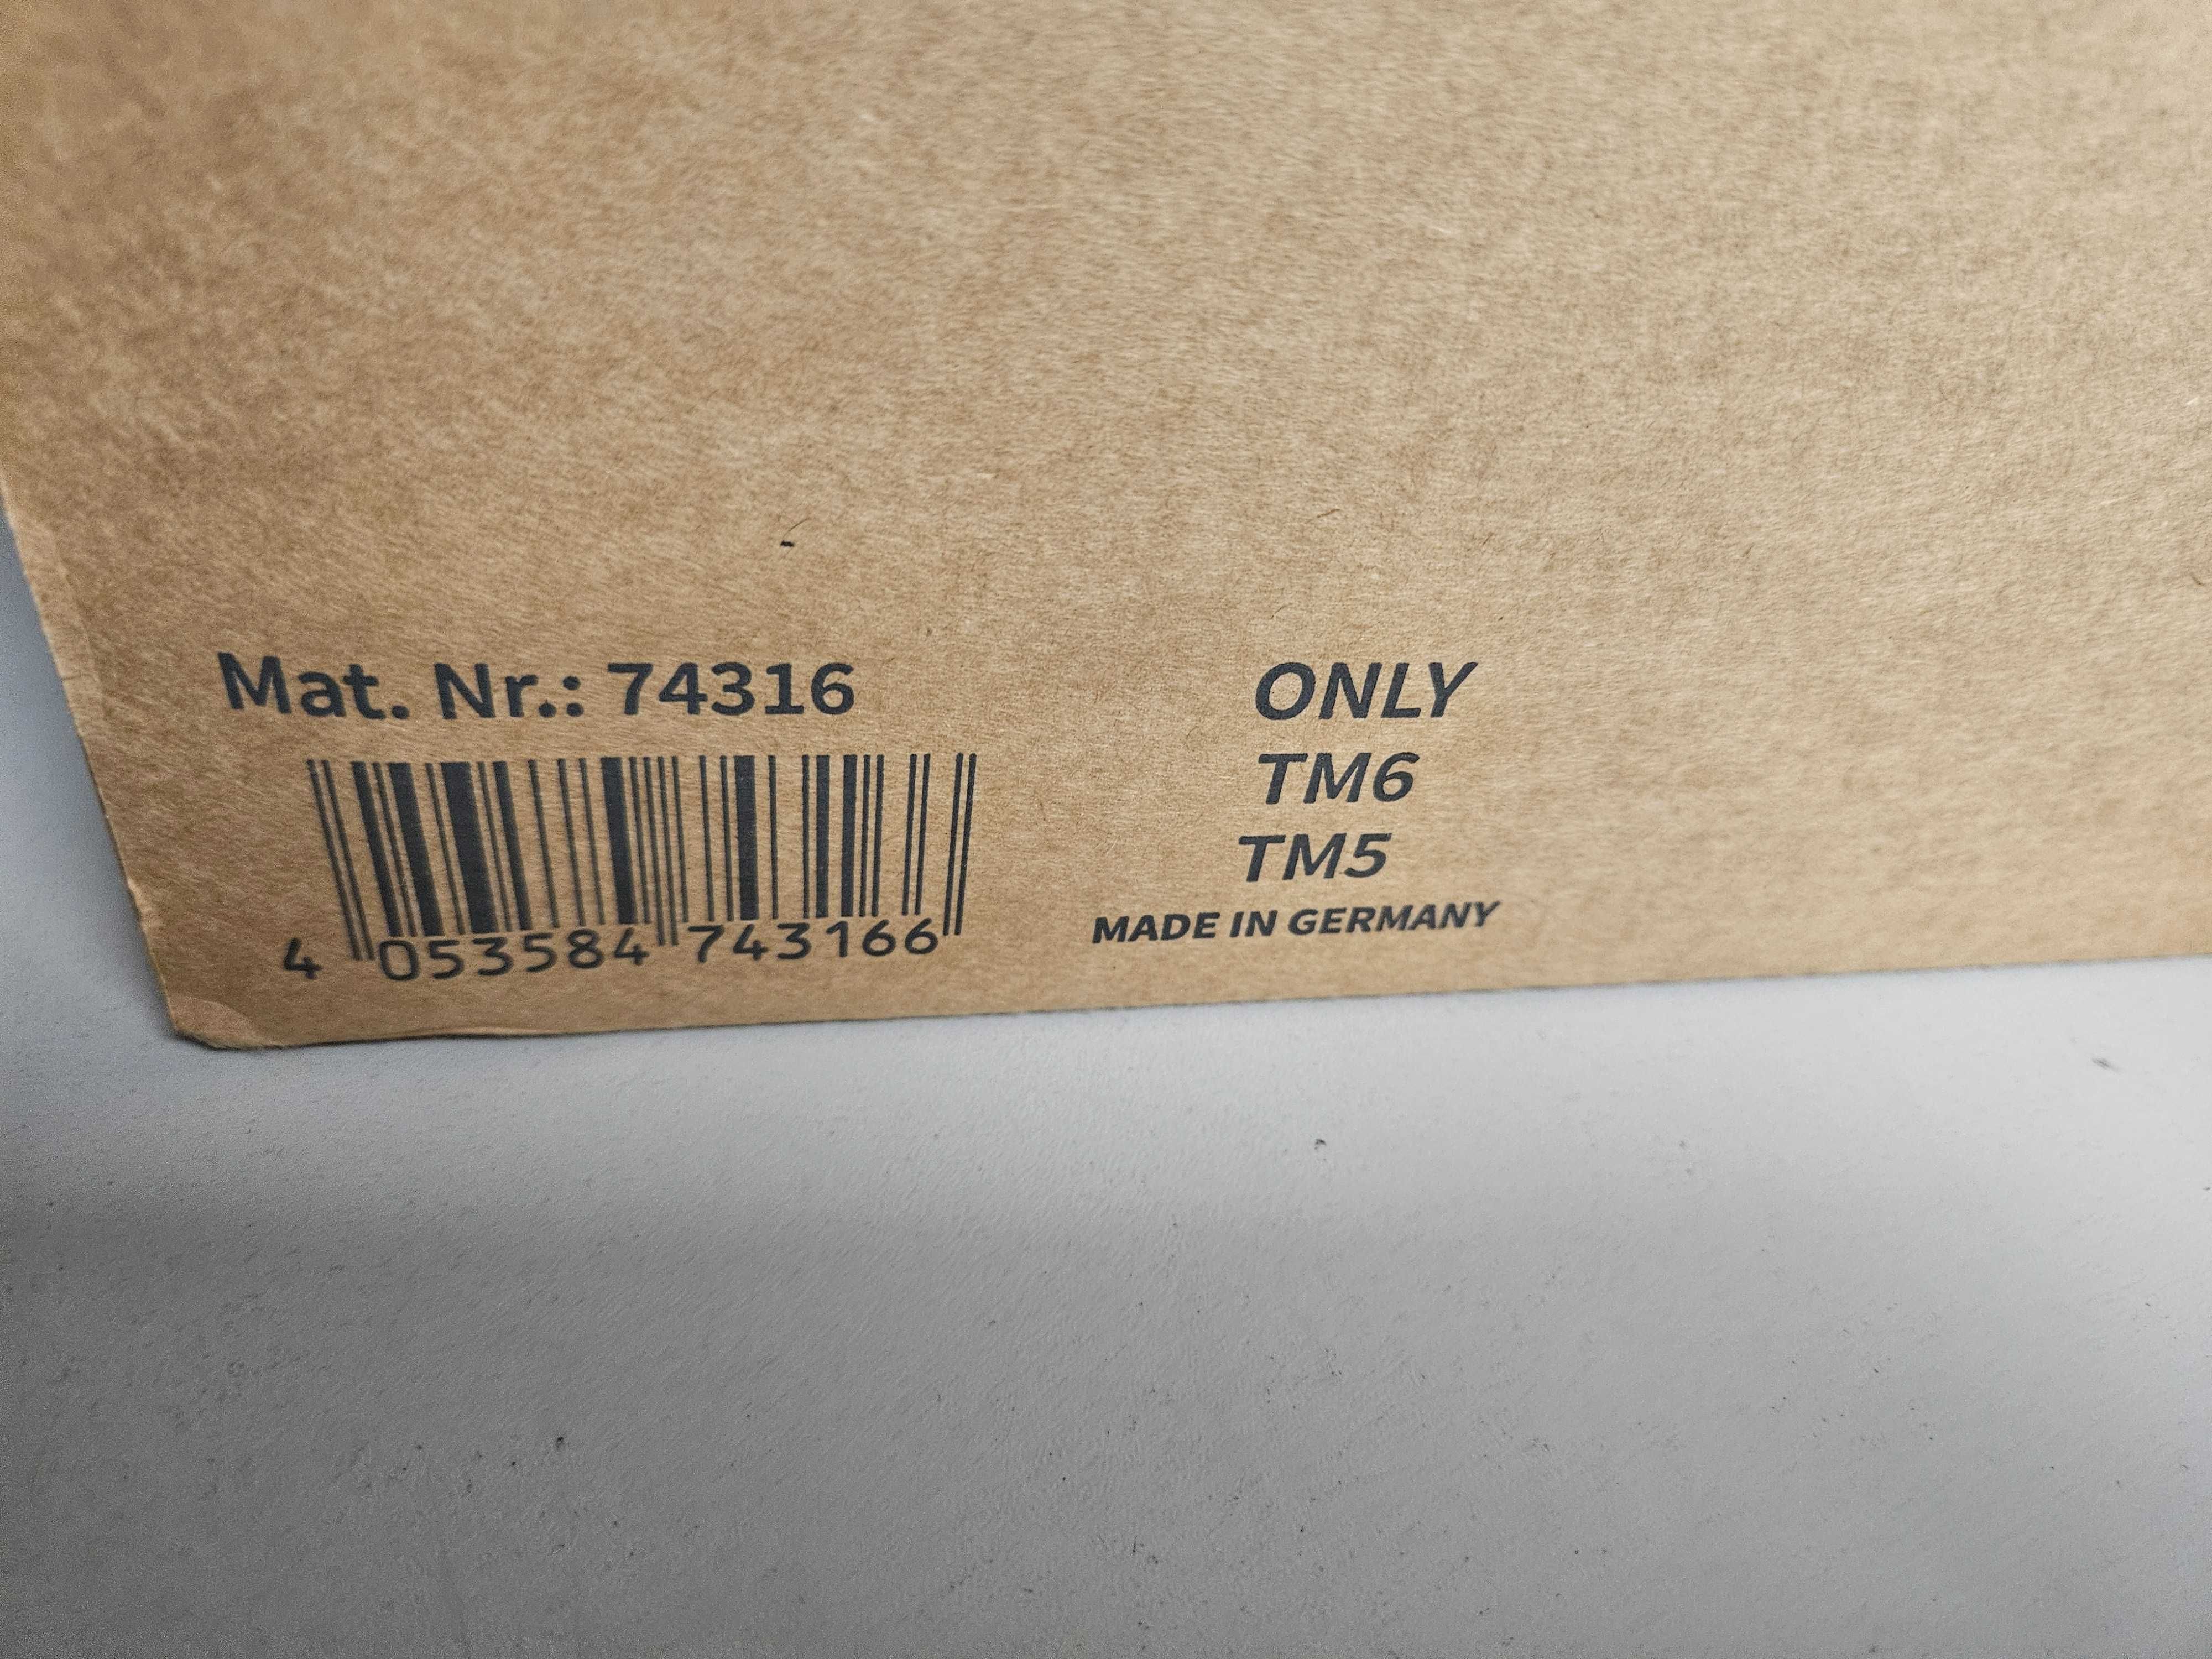 Mat. Nr.: 74316
4 053584 743166
ONLY
TM6
TM5
MADE IN GERMANY